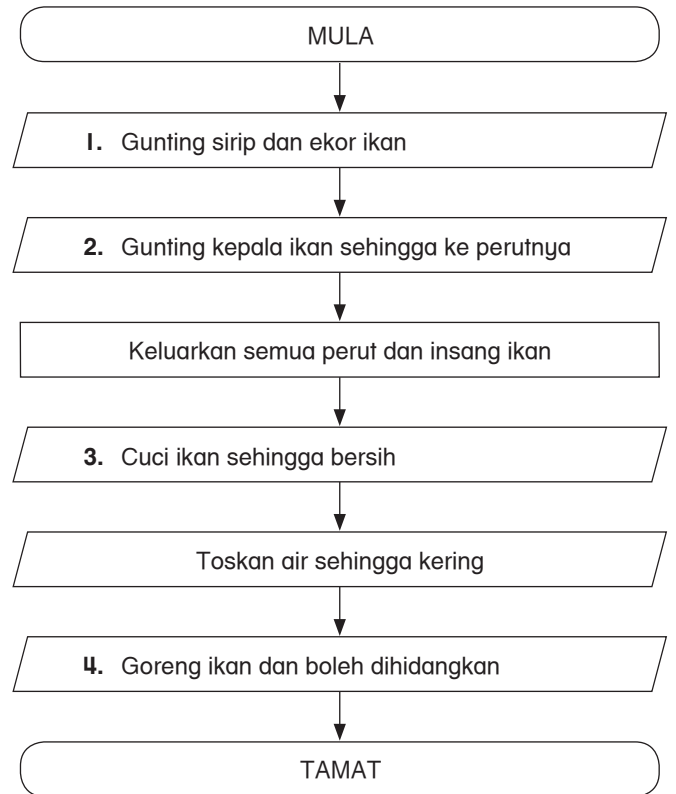 MULA
1. Gunting sirip dan ekor ikan
2. Gunting kepala ikan sehingga ke perutnya
Keluarkan semua perut dan insang ikan
3. Cuci ikan sehingga bersih
Toskan air sehingga kering
4. Goreng ikan dan boleh dihidangkan
TAMAT